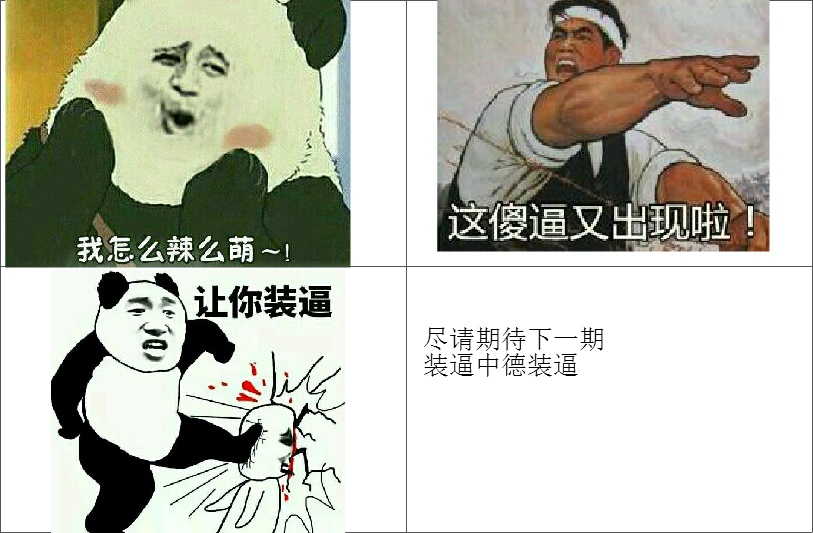 我怎么辣么萌~!
这傻逼又出现啦！
让你装逼
尽请期待下一期
装逼中德装逼